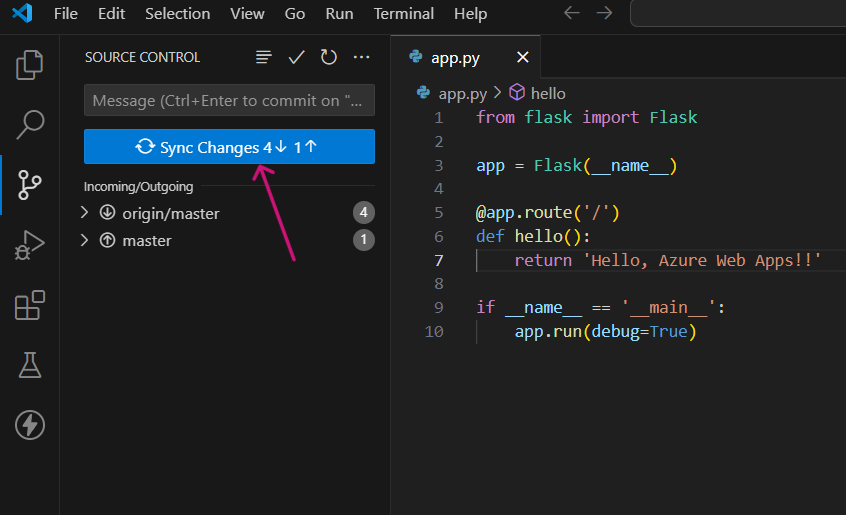 File Edit Selection View Go Run Terminal Help
SOURCE CONTROL
Message (Ctrl+Enter to commit on "...
Sync Changes 4↓ 1↑
Incoming/Outgoing
origin/master 4
master 1
app.py
app.py > hello
1 from flask import Flask
2
3 app = Flask(__name__)
4
5 @app.route('/')
6 def hello():
7     return 'Hello, Azure Web Apps!!'
8
9 if __name__ == '__main__':
10     app.run(debug=True)